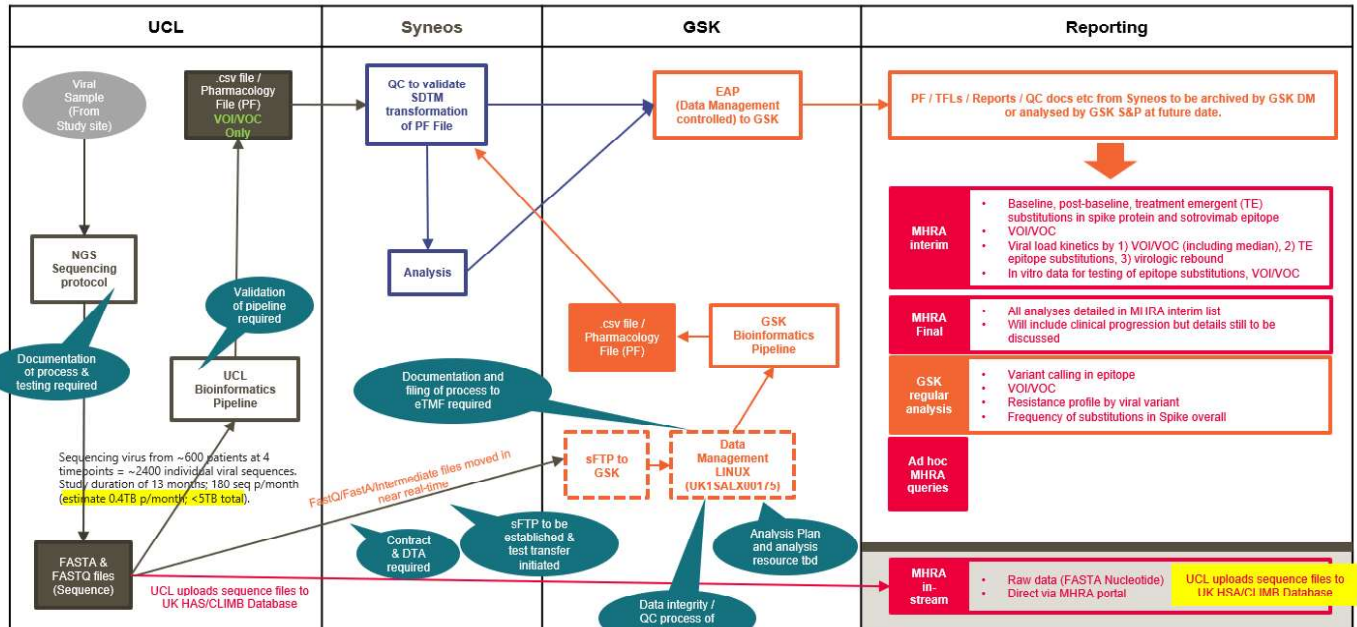 UCL
Syneos
GSK
Reporting
Viral
Sample
(From
Study site)
.csv file /
Pharmacology
File (PF)
VOI/VOC
Only
QC to validate
SDTM
transformation
of PF File
EAP
(Data Management
controlled) to GSK
PF / TFLs / Reports / QC docs etc from Syneos to be archived by GSK DM
or analysed by GSK S&P at future date.
NGS
Sequencing
protocol
Validation
of pipeline
required
Analysis
Documentation
of process &
testing required
UCL
Bioinformatics
Pipeline
.csv file /
Pharmacology
File (PF)
GSK
Bioinformatics
Pipeline
Documentation and
filing of process to
eTMF required
Sequencing virus from ~600 patients at 4
timepoints = ~2400 individual viral sequences.
Study duration of 13 months; 180 seq p/month
(estimate 0.4TB p/month; <5TB total).
FastQ/FastA/Intermediate files moved in
near real-time
sFTP to
GSK
Data
Management
LINUX
(UK1SALX00175)
Contract
& DTA
required
sFTP to be
established &
test transfer
initiated
Analysis Plan
and analysis
resource tbd
Data integrity /
QC process of
FASTA &
FASTQ files
(Sequence)
UCL uploads sequence files to
UK HAS/CLIMB Database
MHRA
interim
• Baseline, post-baseline, treatment emergent (TE)
substitutions in spike protein and sotrovimab epitope
• VOI/VOC
• Viral load kinetics by 1) VOI/VOC (including median), 2) TE
epitope substitutions, 3) virologic rebound
• In vitro data for testing of epitope substitutions, VOI/VOC
MHRA
Final
• All analyses detailed in MHRA interim list
• Will include clinical progression but details still to be
discussed
GSK
regular
analysis
• Variant calling in epitope
• VOI/VOC
• Resistance profile by viral variant
• Frequency of substitutions in Spike overall
Ad hoc
MHRA
queries
MHRA
in-
stream
• Raw data (FASTA Nucleotide)
• Direct via MHRA portal
UCL uploads sequence files to
UK HSA/CLIMB Database